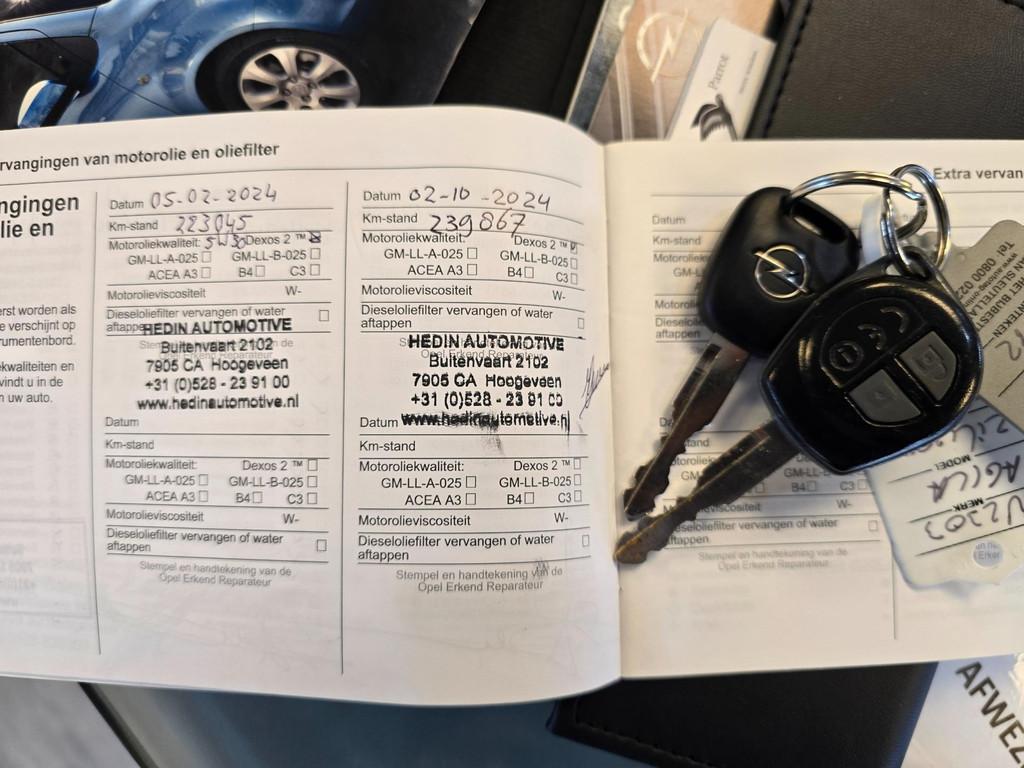 rvangingen van motorolie en oliefilter
ngingen
lie en
erst worden als
e verschijnt op
rumentenbord.
ekwaliteiten en
vindt u in de
n uw auto.
Datum 05-02-2024
Km-stand 223045
Motoroliekwaliteit: 5W30 Dexos 2 ™
GM-LL-A-025 GM-LL-B-025
ACEA A3 B4 C3
Motorolieviscositeit W-
Dieseloliefilter vervangen of water
aftappen
HEDIN AUTOMOTIVE
Buitenvaart 2102
7905 CA Hoogeveen
+31 (0)528 - 23 91 00
www.hedinautomotive.nl
Datum
Km-stand
Motoroliekwaliteit: Dexos 2 ™
GM-LL-A-025 GM-LL-B-025
ACEA A3 B4 C3
Motorolieviscositeit W-
Dieseloliefilter vervangen of water
aftappen
Stempel en handtekening van de
Opel Erkend Reparateur
Datum 02-10-2024
Km-stand 239867
Motoroliekwaliteit: Dexos 2 ™
GM-LL-A-025 GM-LL-B-025
ACEA A3 B4 C3
Motorolieviscositeit W-
Dieseloliefilter vervangen of water
aftappen
Opel Erkend Reparateur
HEDIN AUTOMOTIVE
Buitenvaart 2102
7905 CA Hoogeveen
+31 (0)528 - 23 91 00
www.hedinautomotive.nl
Datum
Km-stand
Motoroliekwaliteit: Dexos 2 ™
GM-LL-A-025 GM-LL-B-025
ACEA A3 B4 C3
Motorolieviscositeit W-
Dieseloliefilter vervangen of water
aftappen
Stempel en handtekening van de
Opel Erkend Reparateur
Parrot
Extra vervan
Datum
Km-stand
Motoro
GM-L
Motoro
Dieselo
aftappe
B4 C3
Dieseloliefilter vervangen of water
aftappen
Stempel en handtekening van de
Opel Erkend Reparateur
Tel. 0800 022
MODEL
AGILA
MERK
AFWEZ